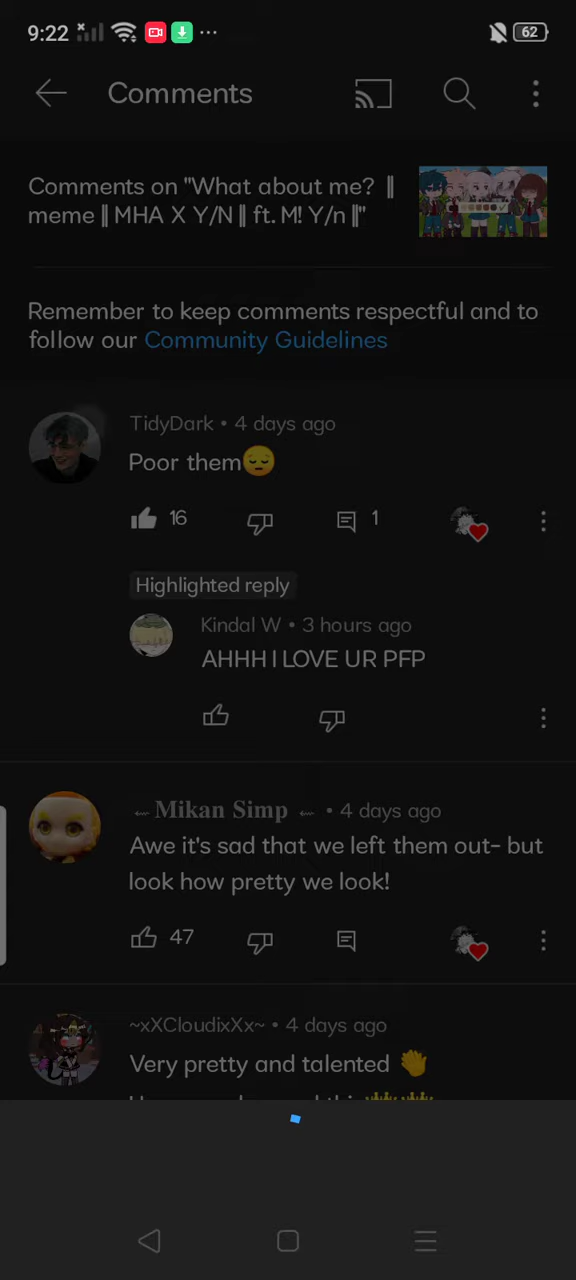 9:22
62
Comments
Comments on "What about me? ||
meme || MHA X Y/N || ft. M! Y/n ||"
Remember to keep comments respectful and to
follow our Community Guidelines
TidyDark • 4 days ago
Poor them😔
16
1
Highlighted reply
Kindal W • 3 hours ago
AHHH I LOVE UR PFP
𝐌𝐢𝐤𝐚𝐧 𝐒𝐢𝐦𝐩 • 4 days ago
Awe it's sad that we left them out- but
look how pretty we look!
47
~xXCloudixXx~ • 4 days ago
Very pretty and talented 👏